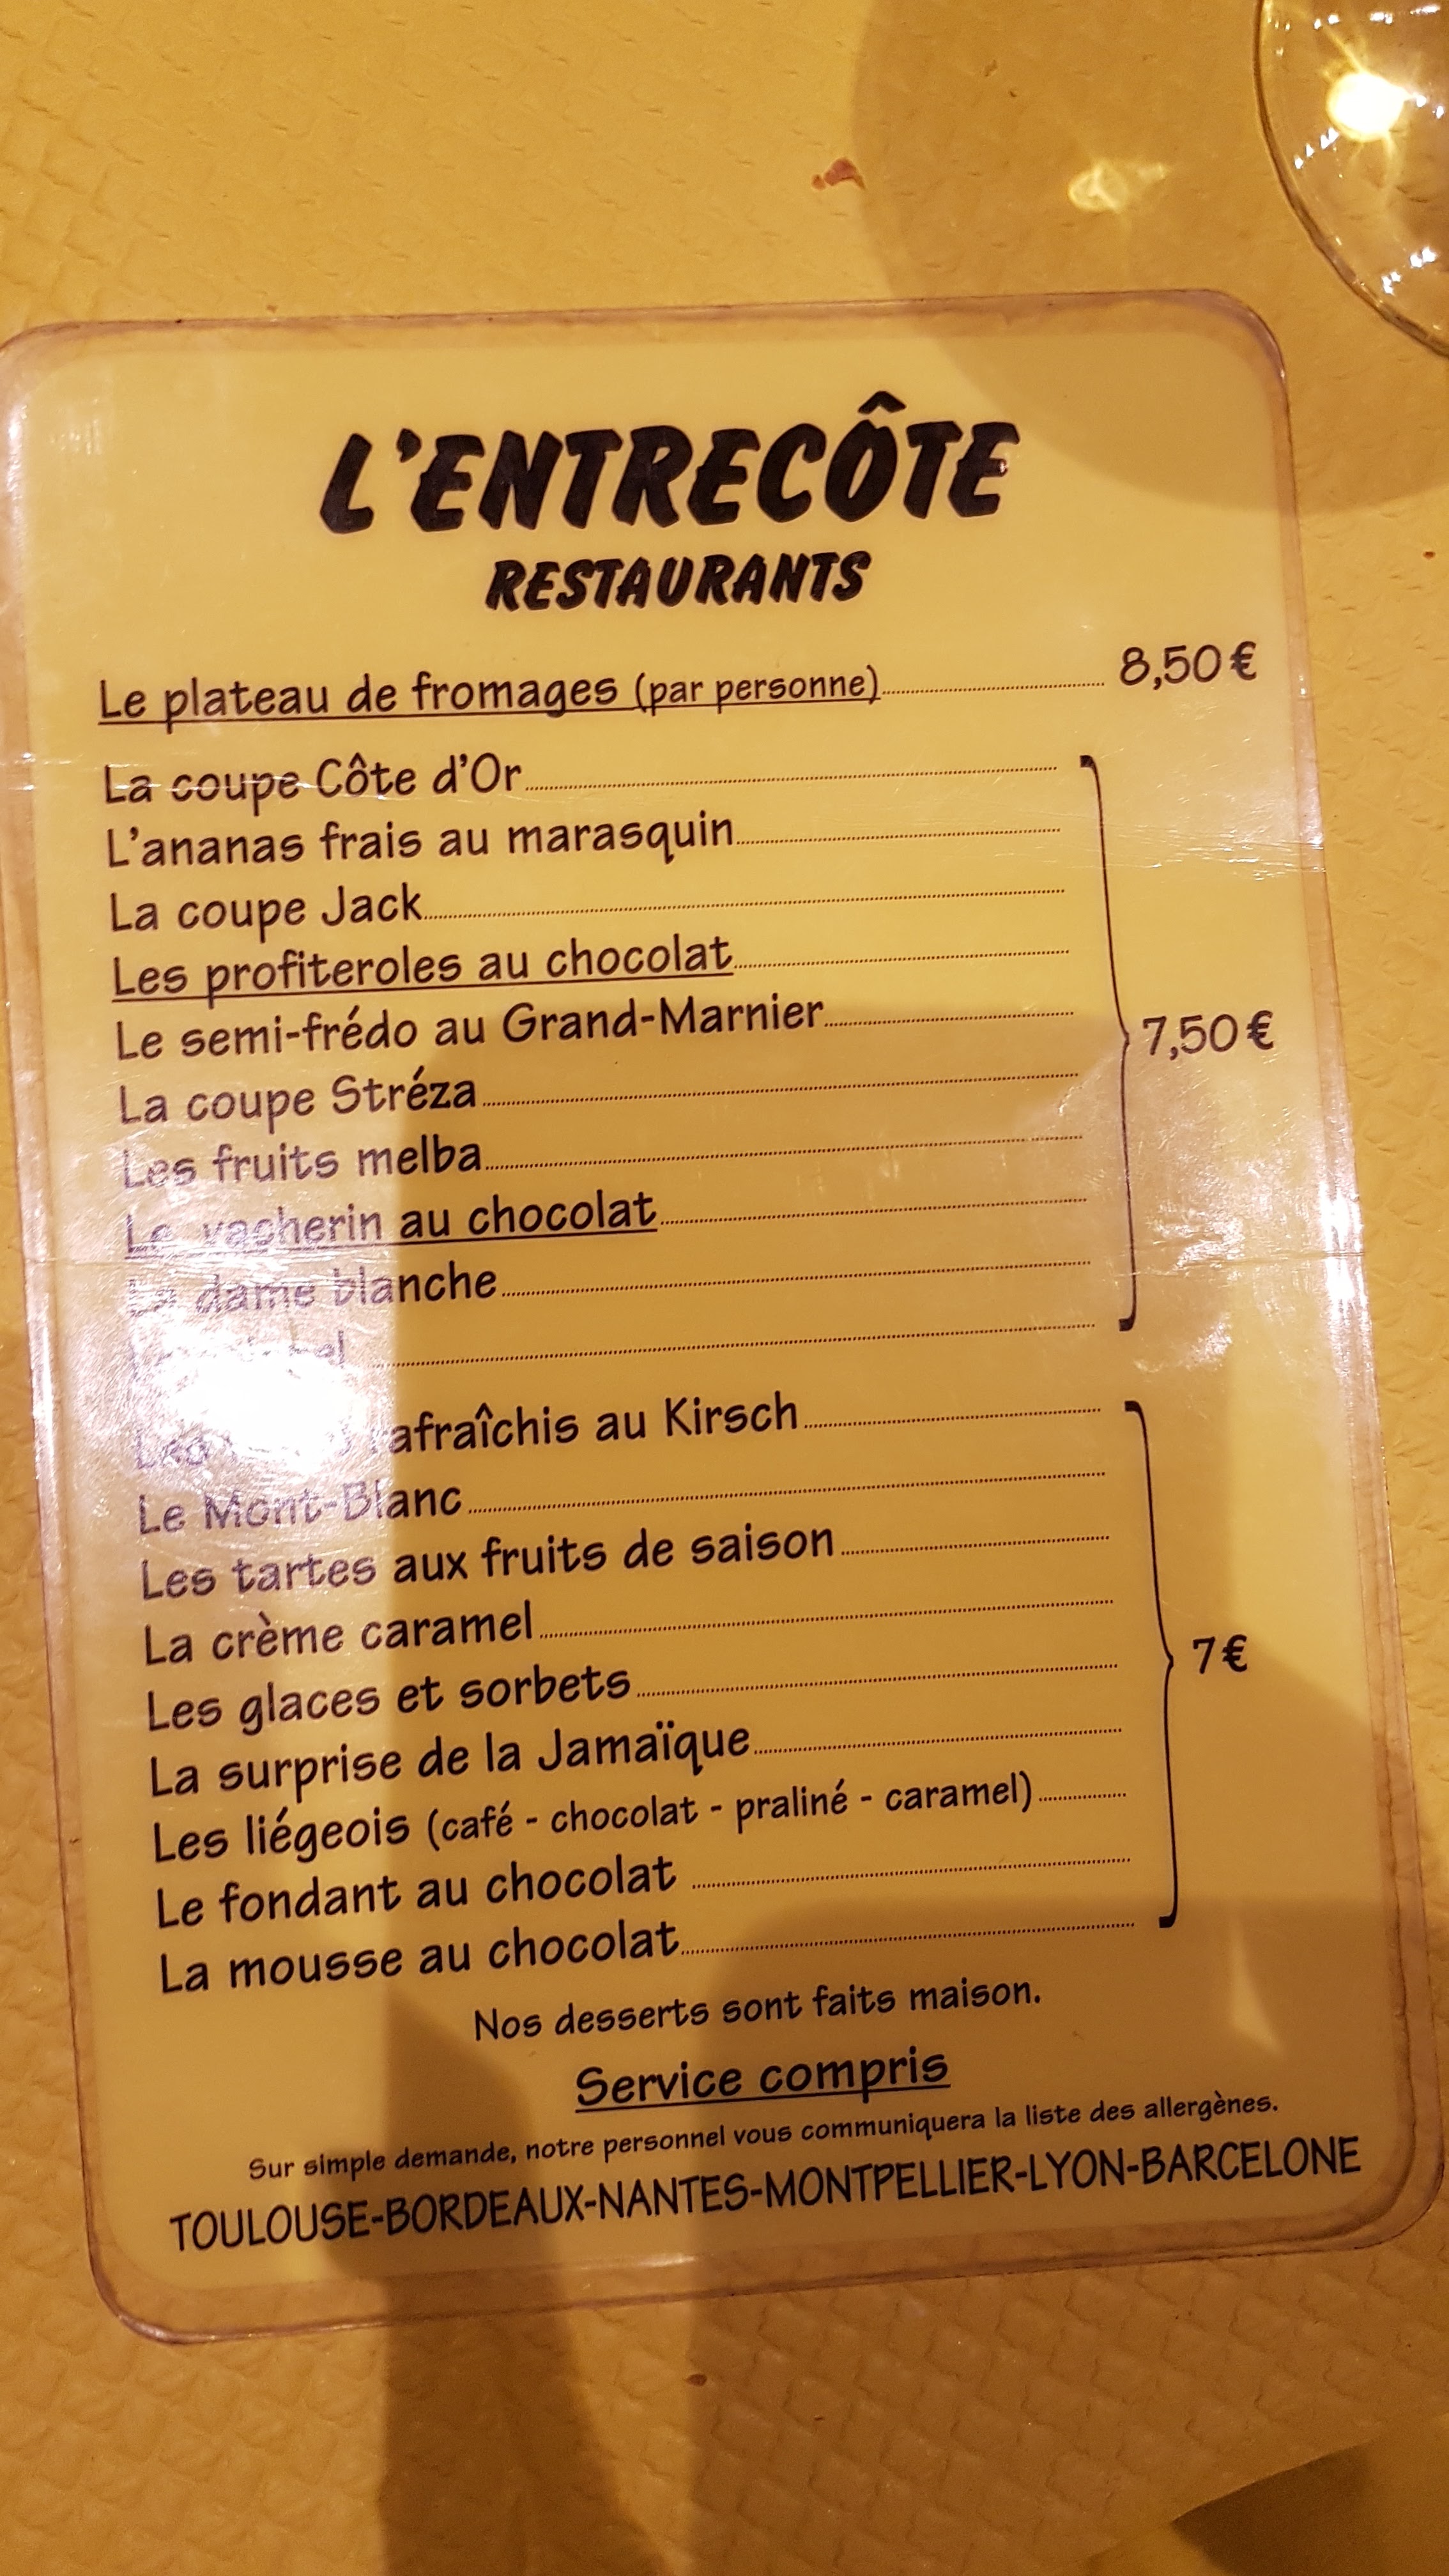 L'ENTRECÔTE
RESTAURANTS
Le plateau de fromages (par personne) 8,50 €
La coupe Côte d'Or
L'ananas frais au marasquin
La coupe Jack
Les profiteroles au chocolat
Le semi-frédo au Grand-Marnier
La coupe Stréza
7,50 €
Les fruits melba
Le vacherin au chocolat
La dame blanche
au Kirsch
Le Mont-Blanc
Les tartes aux fruits de saison
La crème caramel
7 €
Les glaces et sorbets
La surprise de la Jamaïque
Les liégeois (café - chocolat - praliné - caramel)
Le fondant au chocolat
La mousse au chocolat
Nos desserts sont faits maison.
Service compris
Sur simple demande, notre personnel vous communiquera la liste des allergènes.
TOULOUSE-BORDEAUX-NANTES-MONTPELLIER-LYON-BARCELONE